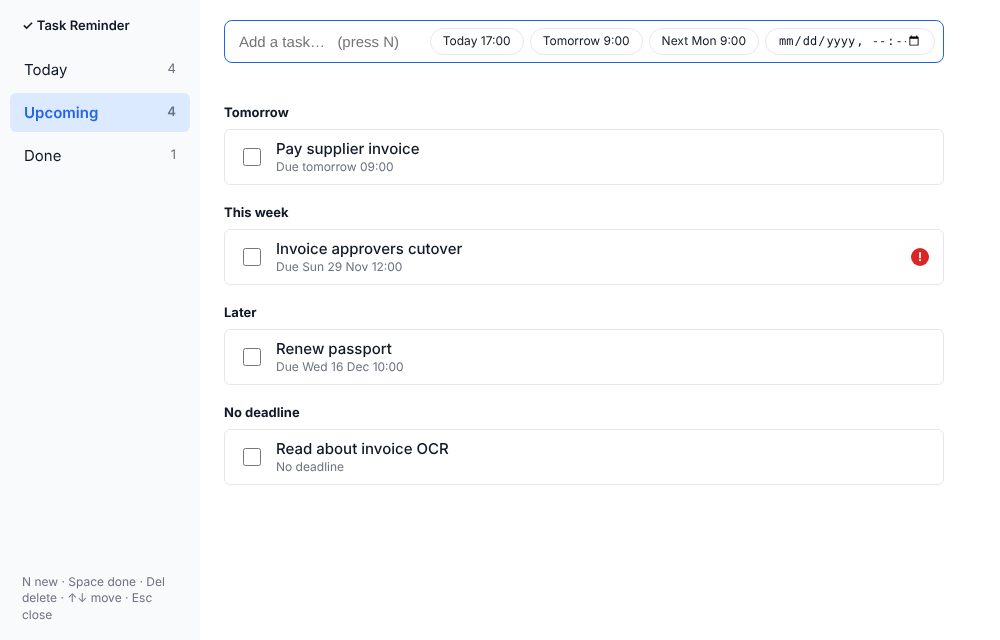 ✓ Task Reminder
Today 4
Upcoming 4
Done 1
N new · Space done · Del
delete · ↑↓ move · Esc
close
Add a task… (press N)
Today 17:00
Tomorrow 9:00
Next Mon 9:00
mm/dd/yyyy, --:--
Tomorrow
Pay supplier invoice
Due tomorrow 09:00
This week
Invoice approvers cutover
Due Sun 29 Nov 12:00
!
Later
Renew passport
Due Wed 16 Dec 10:00
No deadline
Read about invoice OCR
No deadline